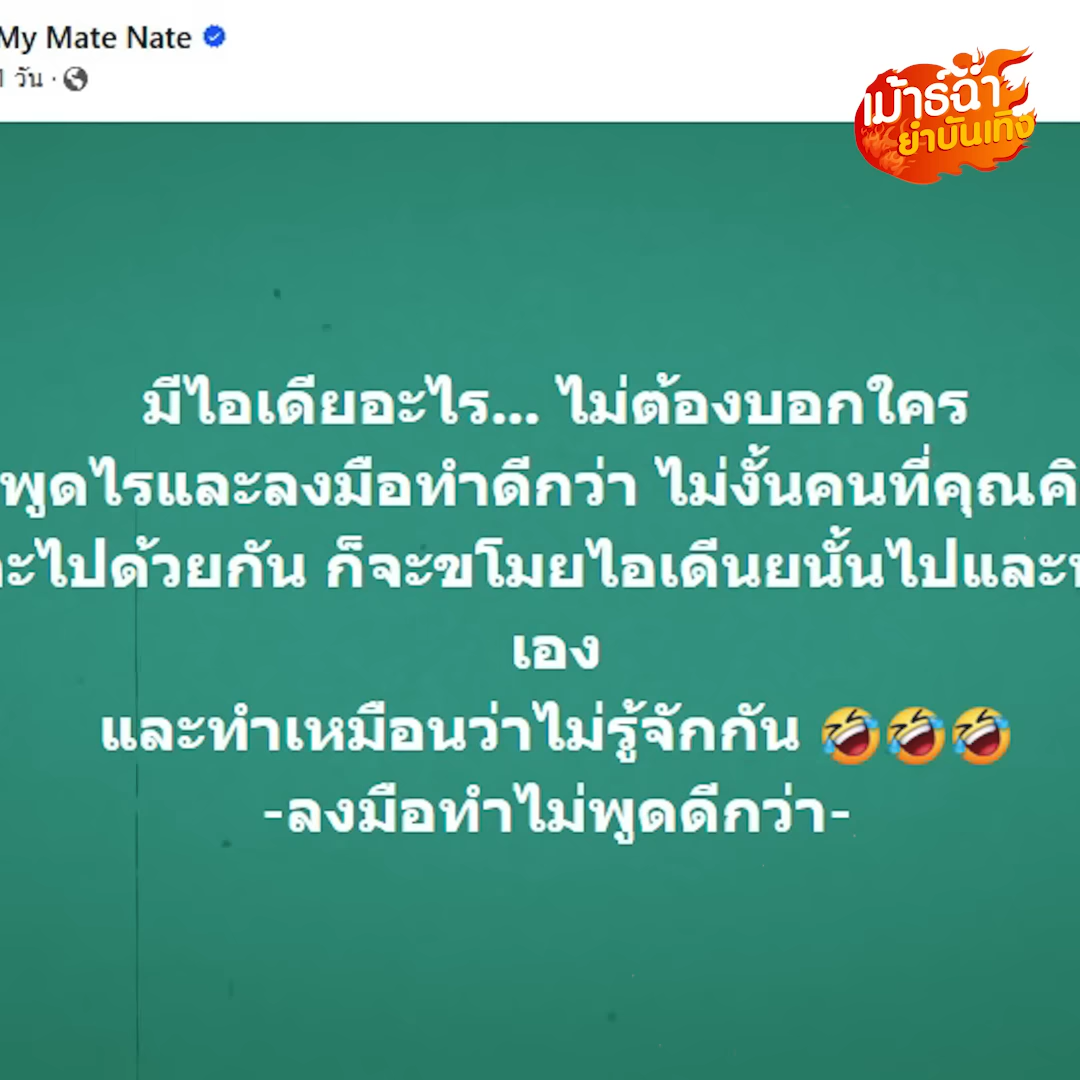 My Mate Nate
1 วัน ·
เม้าธ์ฉ่ำ
ยำบันเทิง
มีไอเดียอะไร... ไม่ต้องบอกใคร
พูดไรและลงมือทำดีกว่า ไม่งั้นคนที่คุณคิ
ะไปด้วยกัน ก็จะขโมยไอเดีนยนั้นไปและ
เอง
และทำเหมือนว่าไม่รู้จักกัน 🤣🤣🤣
-ลงมือทำไม่พูดดีกว่า-